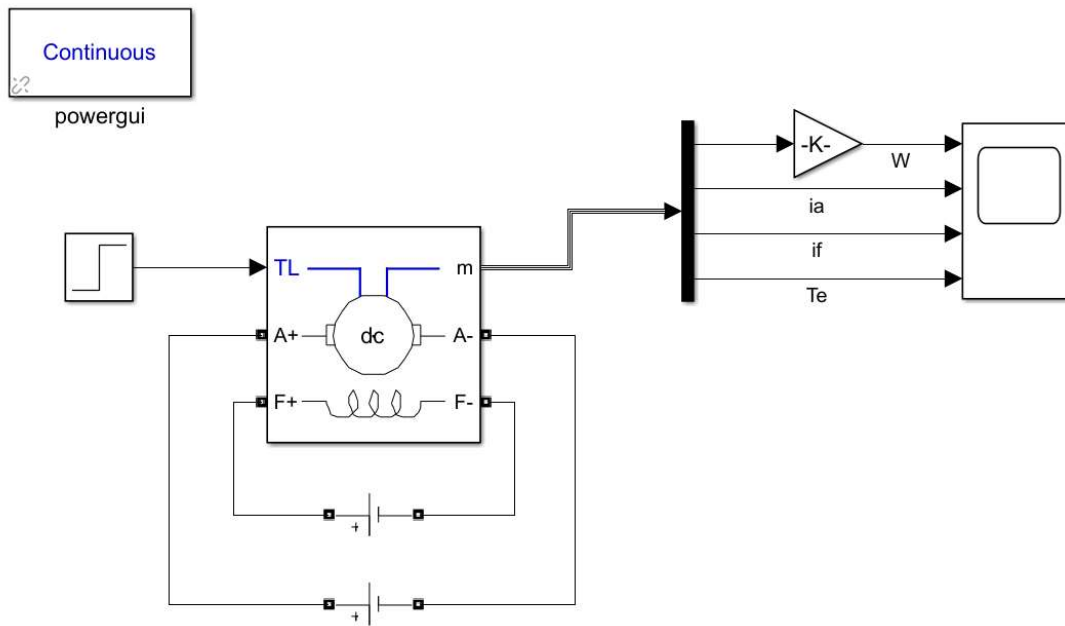 Continuous
powergui
-K-
W
ia
if
Te
TL
m
A+
dc
A-
F+
F-
+
+